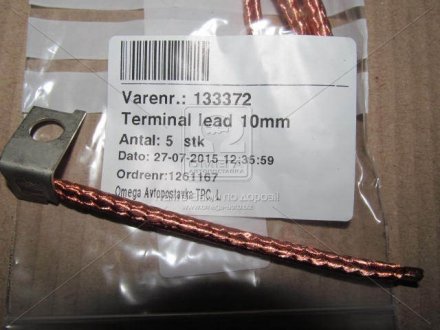 Varenr.: 133372
Terminal lead 10mm
Antal: 5 stk
Dato: 27-07-2015 12:35:59
Ordrenr:1261167
Omega Avtopostavka TPC, L